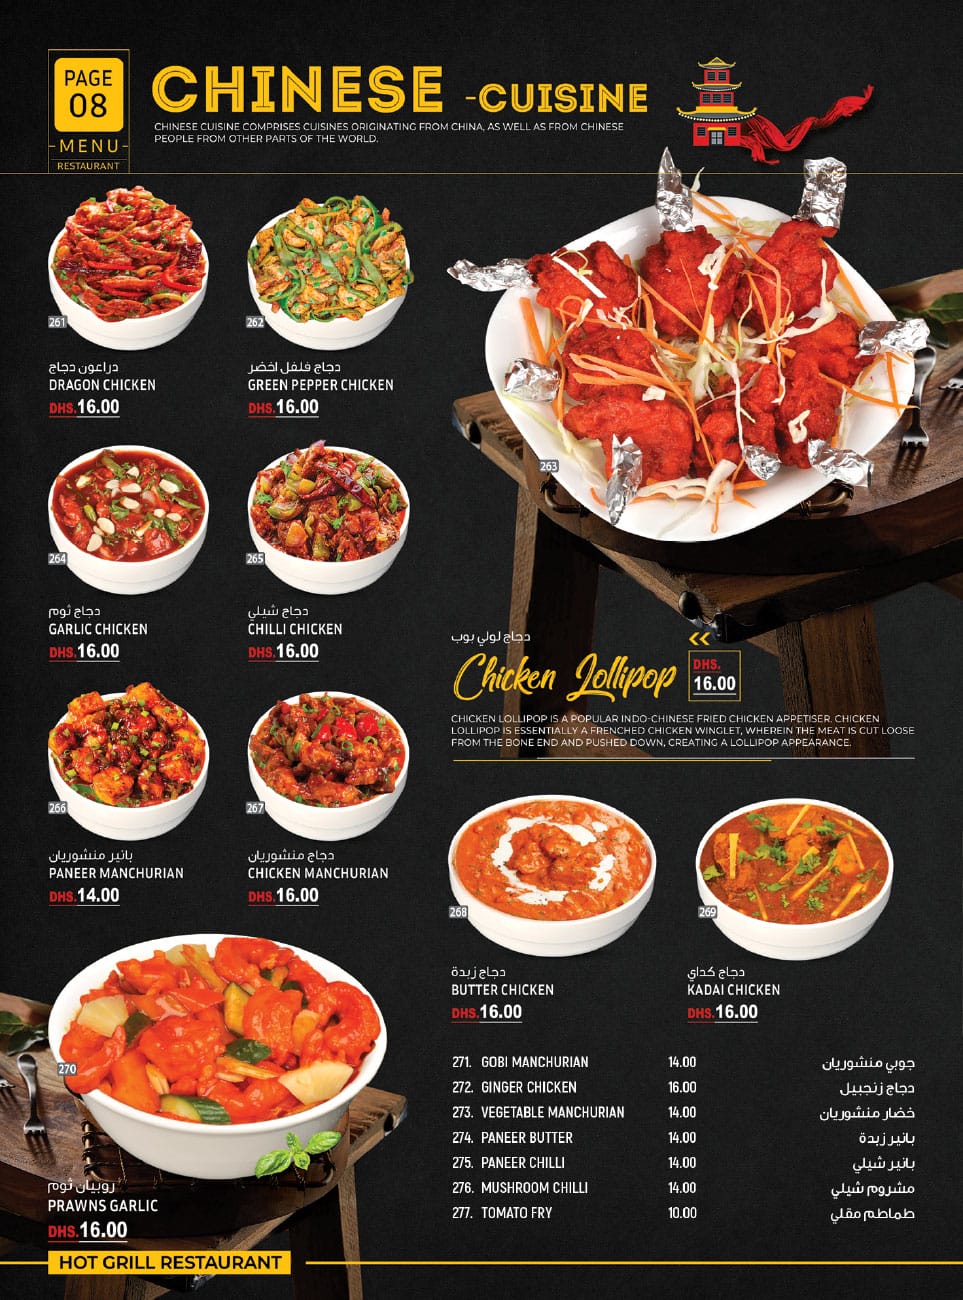 PAGE
08
-MENU-
RESTAURANT
CHINESE -CUISINE
CHINESE CUISINE COMPRISES CUISINES ORIGINATING FROM CHINA, AS WELL AS FROM CHINESE
PEOPLE FROM OTHER PARTS OF THE WORLD.
261
دراعون دجاج
DRAGON CHICKEN
DHS.16.00
262
دجاج فلفل اخضر
GREEN PEPPER CHICKEN
DHS.16.00
263
264
دجاج ثوم
GARLIC CHICKEN
DHS.16.00
265
دجاج شيلي
CHILLI CHICKEN
DHS.16.00
دجاج لولي بوب
Chicken Lollipop
DHS.
16.00
CHICKEN LOLLIPOP IS A POPULAR INDO-CHINESE FRIED CHICKEN APPETISER. CHICKEN
LOLLIPOP IS ESSENTIALLY A FRENCHED CHICKEN WINGLET, WHEREIN THE MEAT IS CUT LOOSE
FROM THE BONE END AND PUSHED DOWN, CREATING A LOLLIPOP APPEARANCE.
266
بانير منشوريان
PANEER MANCHURIAN
DHS.14.00
267
دجاج منشوريان
CHICKEN MANCHURIAN
DHS.16.00
268
دجاج زبدة
BUTTER CHICKEN
DHS.16.00
269
دجاج كداي
KADAI CHICKEN
DHS.16.00
270
روبيان ثوم
PRAWNS GARLIC
DHS.16.00
271. GOBI MANCHURIAN 14.00 جوبي منشوريان
272. GINGER CHICKEN 16.00 دجاج زنجبيل
273. VEGETABLE MANCHURIAN 14.00 خضار منشوريان
274. PANEER BUTTER 14.00 بانير زبدة
275. PANEER CHILLI 14.00 بانير شيلي
276. MUSHROOM CHILLI 14.00 مشروم شيلي
277. TOMATO FRY 10.00 طماطم مقلي
HOT GRILL RESTAURANT